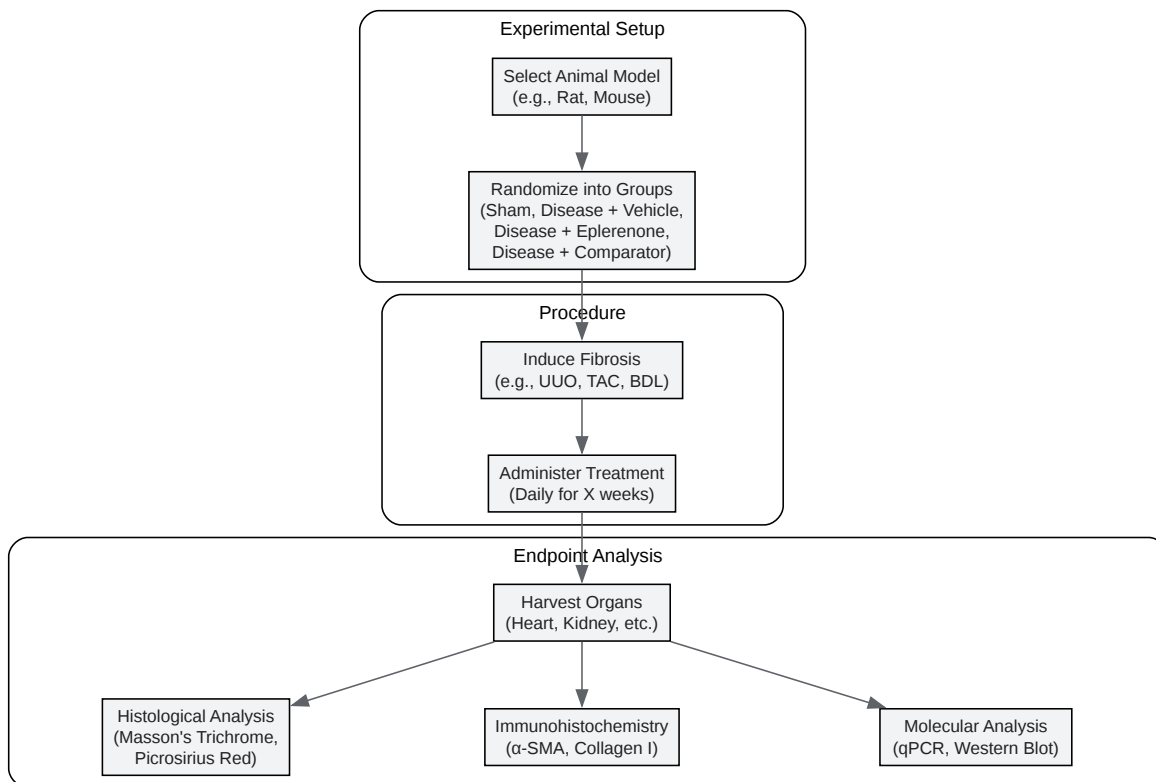 Experimental Setup
Select Animal Model
(e.g., Rat, Mouse)
Randomize into Groups
(Sham, Disease + Vehicle,
Disease + Eplerenone,
Disease + Comparator)
Procedure
Induce Fibrosis
(e.g., UUO, TAC, BDL)
Administer Treatment
(Daily for X weeks)
Endpoint Analysis
Harvest Organs
(Heart, Kidney, etc.)
Histological Analysis
(Masson's Trichrome,
Picrosirius Red)
Immunohistochemistry
(α-SMA, Collagen I)
Molecular Analysis
(qPCR, Western Blot)